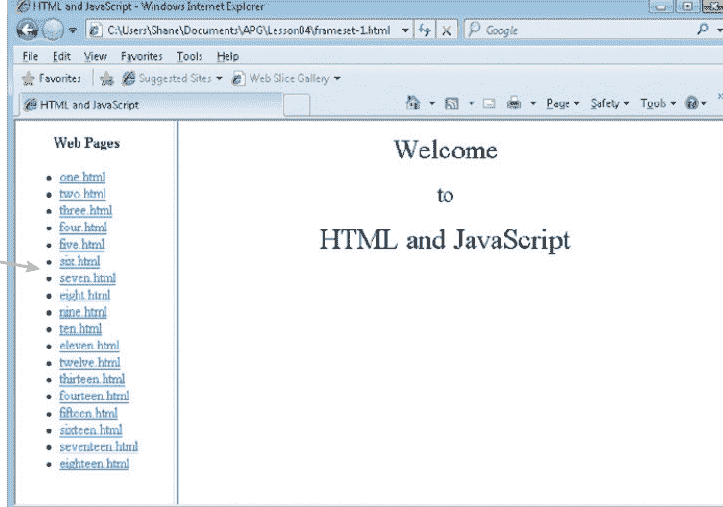 HTML and JavaScript - Windows Internet Explorer
C:\Users\Shane\Documents\APG\Lesson04\frameset-1.html
Google
File Edit View Favorites Tools Help
Favorites Suggested Sites Web Slice Gallery
HTML and JavaScript
Page Safety Tools
Web Pages
one.html
two.html
three.html
four.html
five.html
six.html
seven.html
eight.html
nine.html
ten.html
eleven.html
twelve.html
thirteen.html
fourteen.html
fifteen.html
sixteen.html
seventeen.html
eighteen.html
Welcome
to
HTML and JavaScript